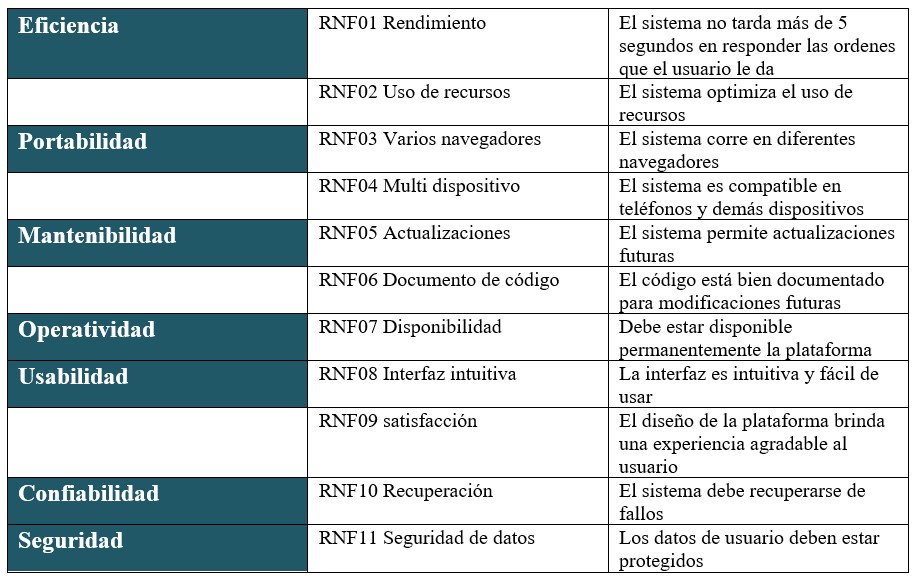 Eficiencia
RNF01 Rendimiento
El sistema no tarda más de 5
segundos en responder las ordenes
que el usuario le da
RNF02 Uso de recursos
El sistema optimiza el uso de
recursos
Portabilidad
RNF03 Varios navegadores
El sistema corre en diferentes
navegadores
RNF04 Multi dispositivo
El sistema es compatible en
teléfonos y demás dispositivos
Mantenibilidad
RNF05 Actualizaciones
El sistema permite actualizaciones
futuras
RNF06 Documento de código
El código está bien documentado
para modificaciones futuras
Operatividad
RNF07 Disponibilidad
Debe estar disponible
permanentemente la plataforma
Usabilidad
RNF08 Interfaz intuitiva
La interfaz es intuitiva y fácil de
usar
RNF09 satisfacción
El diseño de la plataforma brinda
una experiencia agradable al
usuario
Confiabilidad
RNF10 Recuperación
El sistema debe recuperarse de
fallos
Seguridad
RNF11 Seguridad de datos
Los datos de usuario deben estar
protegidos